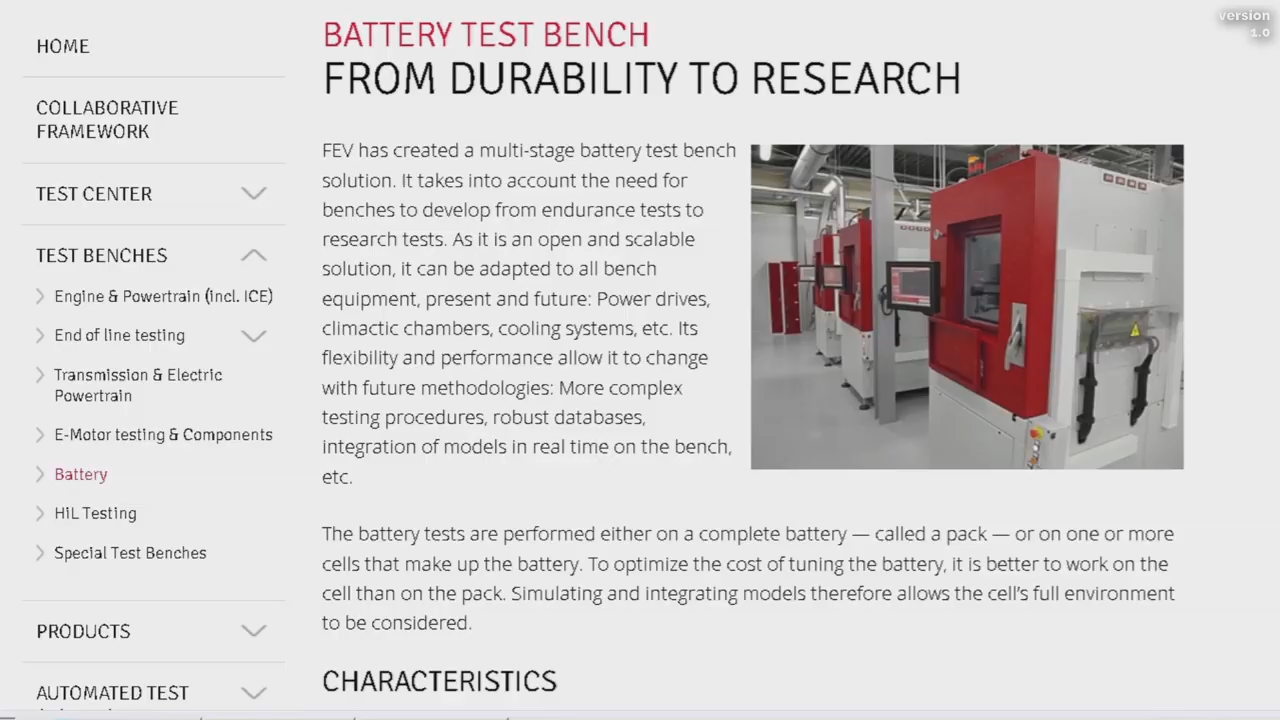 version
1.0
HOME
COLLABORATIVE
FRAMEWORK
TEST CENTER
TEST BENCHES
Engine & Powertrain (incl. ICE)
End of line testing
Transmission & Electric
Powertrain
E-Motor testing & Components
Battery
HiL Testing
Special Test Benches
PRODUCTS
AUTOMATED TEST
BATTERY TEST BENCH
FROM DURABILITY TO RESEARCH
FEV has created a multi-stage battery test bench
solution. It takes into account the need for
benches to develop from endurance tests to
research tests. As it is an open and scalable
solution, it can be adapted to all bench
equipment, present and future: Power drives,
climactic chambers, cooling systems, etc. Its
flexibility and performance allow it to change
with future methodologies: More complex
testing procedures, robust databases,
integration of models in real time on the bench,
etc.
The battery tests are performed either on a complete battery — called a pack — or on one or more
cells that make up the battery. To optimize the cost of tuning the battery, it is better to work on the
cell than on the pack. Simulating and integrating models therefore allows the cell's full environment
to be considered.
CHARACTERISTICS